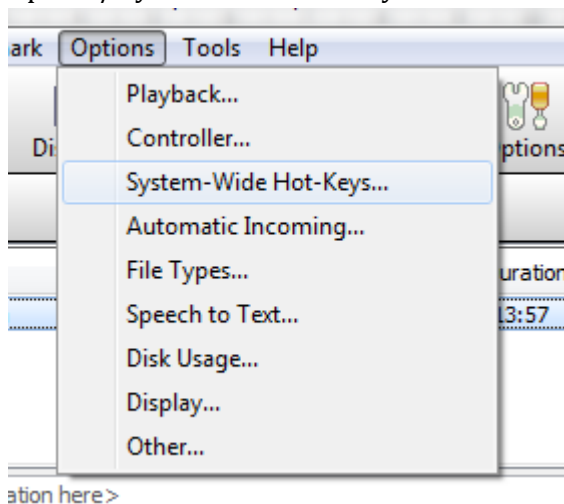 ark Options Tools Help
Playback...
Di ptions
Controller...
System-Wide Hot-Keys...
Automatic Incoming...
File Types... uration
Speech to Text... 13:57
Disk Usage...
Display...
Other...
ation here>